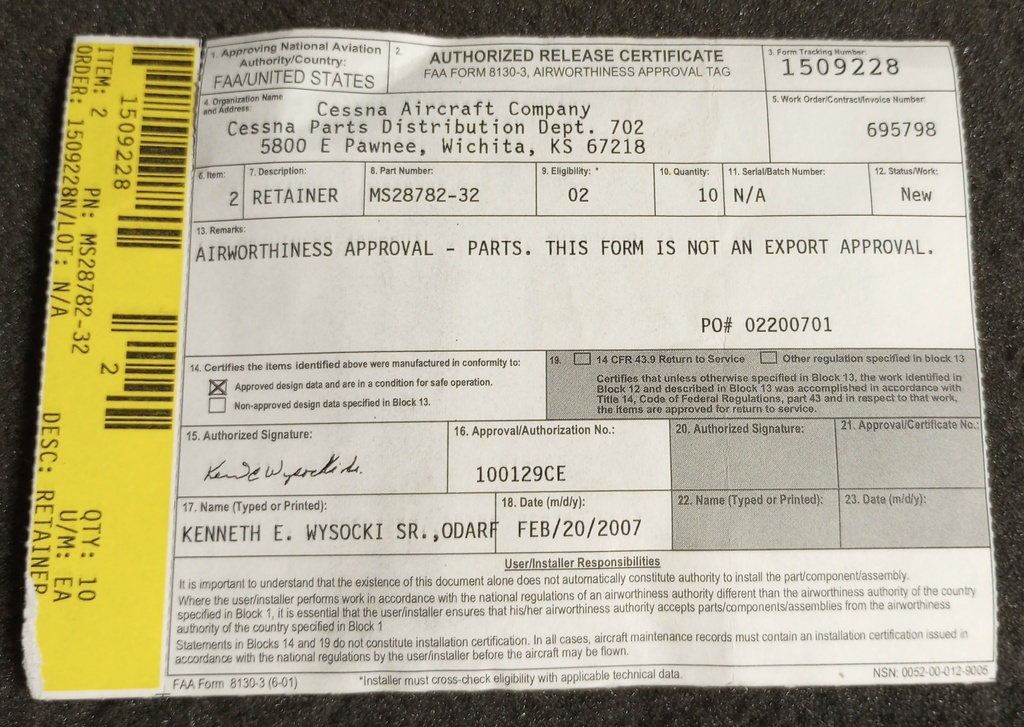 ITEM: 2 PN: MS28782-32 2 QTY: 10
ORDER: 1509228N/LOT: N/A U/M: EA
1509228
DESC: RETAINER
1. Approving National Aviation
Authority/Country:
FAA/UNITED STATES
2.
AUTHORIZED RELEASE CERTIFICATE
FAA FORM 8130-3, AIRWORTHINESS APPROVAL TAG
3. Form Tracking Number:
1509228
4. Organization Name
and Address:
Cessna Aircraft Company
Cessna Parts Distribution Dept. 702
5800 E Pawnee, Wichita, KS 67218
5. Work Order/Contract/Invoice Number:
695798
6. Item:
2
7. Description:
RETAINER
8. Part Number:
MS28782-32
9. Eligibility: *
02
10. Quantity:
10
11. Serial/Batch Number:
N/A
12. Status/Work:
New
13. Remarks:
AIRWORTHINESS APPROVAL - PARTS. THIS FORM IS NOT AN EXPORT APPROVAL.
PO# 02200701
14. Certifies the items identified above were manufactured in conformity to:
Approved design data and are in a condition for safe operation.
Non-approved design data specified in Block 13.
19. 14 CFR 43.9 Return to Service Other regulation specified in block 13
Certifies that unless otherwise specified in Block 13, the work identified in
Block 12 and described in Block 13 was accomplished in accordance with
Title 14, Code of Federal Regulations, part 43 and in respect to that work,
the items are approved for return to service.
15. Authorized Signature:
16. Approval/Authorization No.:
100129CE
20. Authorized Signature:
21. Approval/Certificate No.:
17. Name (Typed or Printed):
KENNETH E. WYSOCKI SR.,ODARF
18. Date (m/d/y):
FEB/20/2007
22. Name (Typed or Printed):
23. Date (m/d/y):
User/Installer Responsibilities
It is important to understand that the existence of this document alone does not automatically constitute authority to install the part/component/assembly.
Where the user/installer performs work in accordance with the national regulations of an airworthiness authority different than the airworthiness authority of the country
specified in Block 1, it is essential that the user/installer ensures that his/her airworthiness authority accepts parts/components/assemblies from the airworthiness
authority of the country specified in Block 1
Statements in Blocks 14 and 19 do not constitute installation certification. In all cases, aircraft maintenance records must contain an installation certification issued in
accordance with the national regulations by the user/installer before the aircraft may be flown.
FAA Form 8130-3 (6-01)
*Installer must cross-check eligibility with applicable technical data.
NSN: 0052-00-012-9005